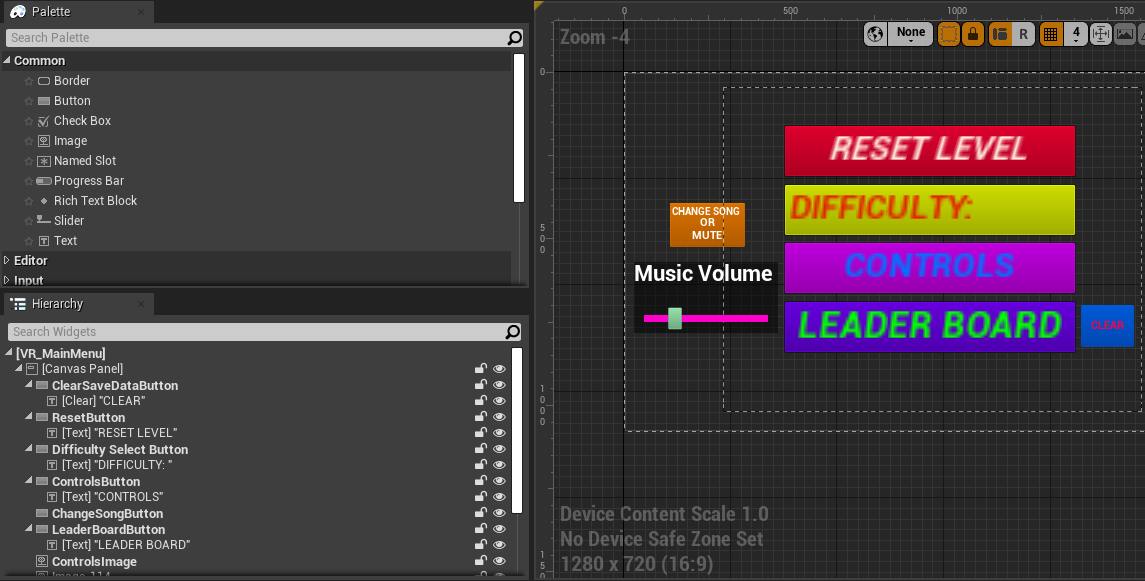 Palette
Search Palette
Common
Border
Button
Check Box
Image
Named Slot
Progress Bar
Rich Text Block
Slider
Text
Editor
Input
Hierarchy
Search Widgets
[VR_MainMenu]
[Canvas Panel]
ClearSaveDataButton
[Clear] "CLEAR"
ResetButton
[Text] "RESET LEVEL"
Difficulty Select Button
[Text] "DIFFICULTY: "
ControlsButton
[Text] "CONTROLS"
ChangeSongButton
LeaderBoardButton
[Text] "LEADER BOARD"
ControlsImage
0 500 1000 1500
Zoom -4
None
R
4
0
500
1000
15
RESET LEVEL
DIFFICULTY:
CONTROLS
LEADER BOARD
CLEAR
CHANGE SONG
OR
MUTE
Music Volume
Device Content Scale 1.0
No Device Safe Zone Set
1280 x 720 (16:9)